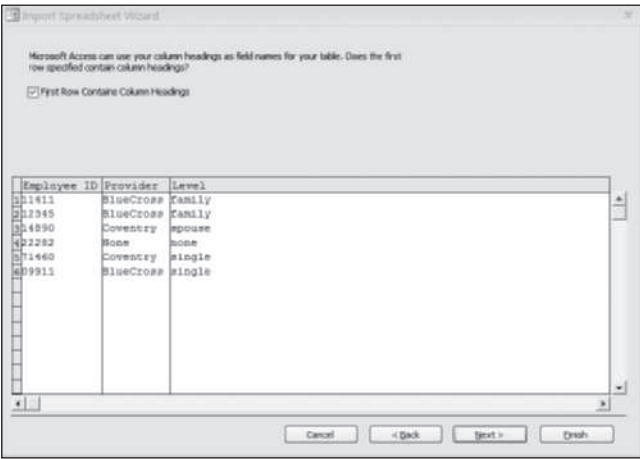 Import Spreadsheet Wizard
Microsoft Access can use your column headings as field names for your table. Does the first
row specified contain column headings?
First Row Contains Column Headings
Employee ID Provider Level
1 11411 BlueCross family
2 12345 BlueCross family
3 14890 Coventry spouse
4 22282 None none
5 71460 Coventry single
6 09911 BlueCross single
Cancel < Back Next > Finish